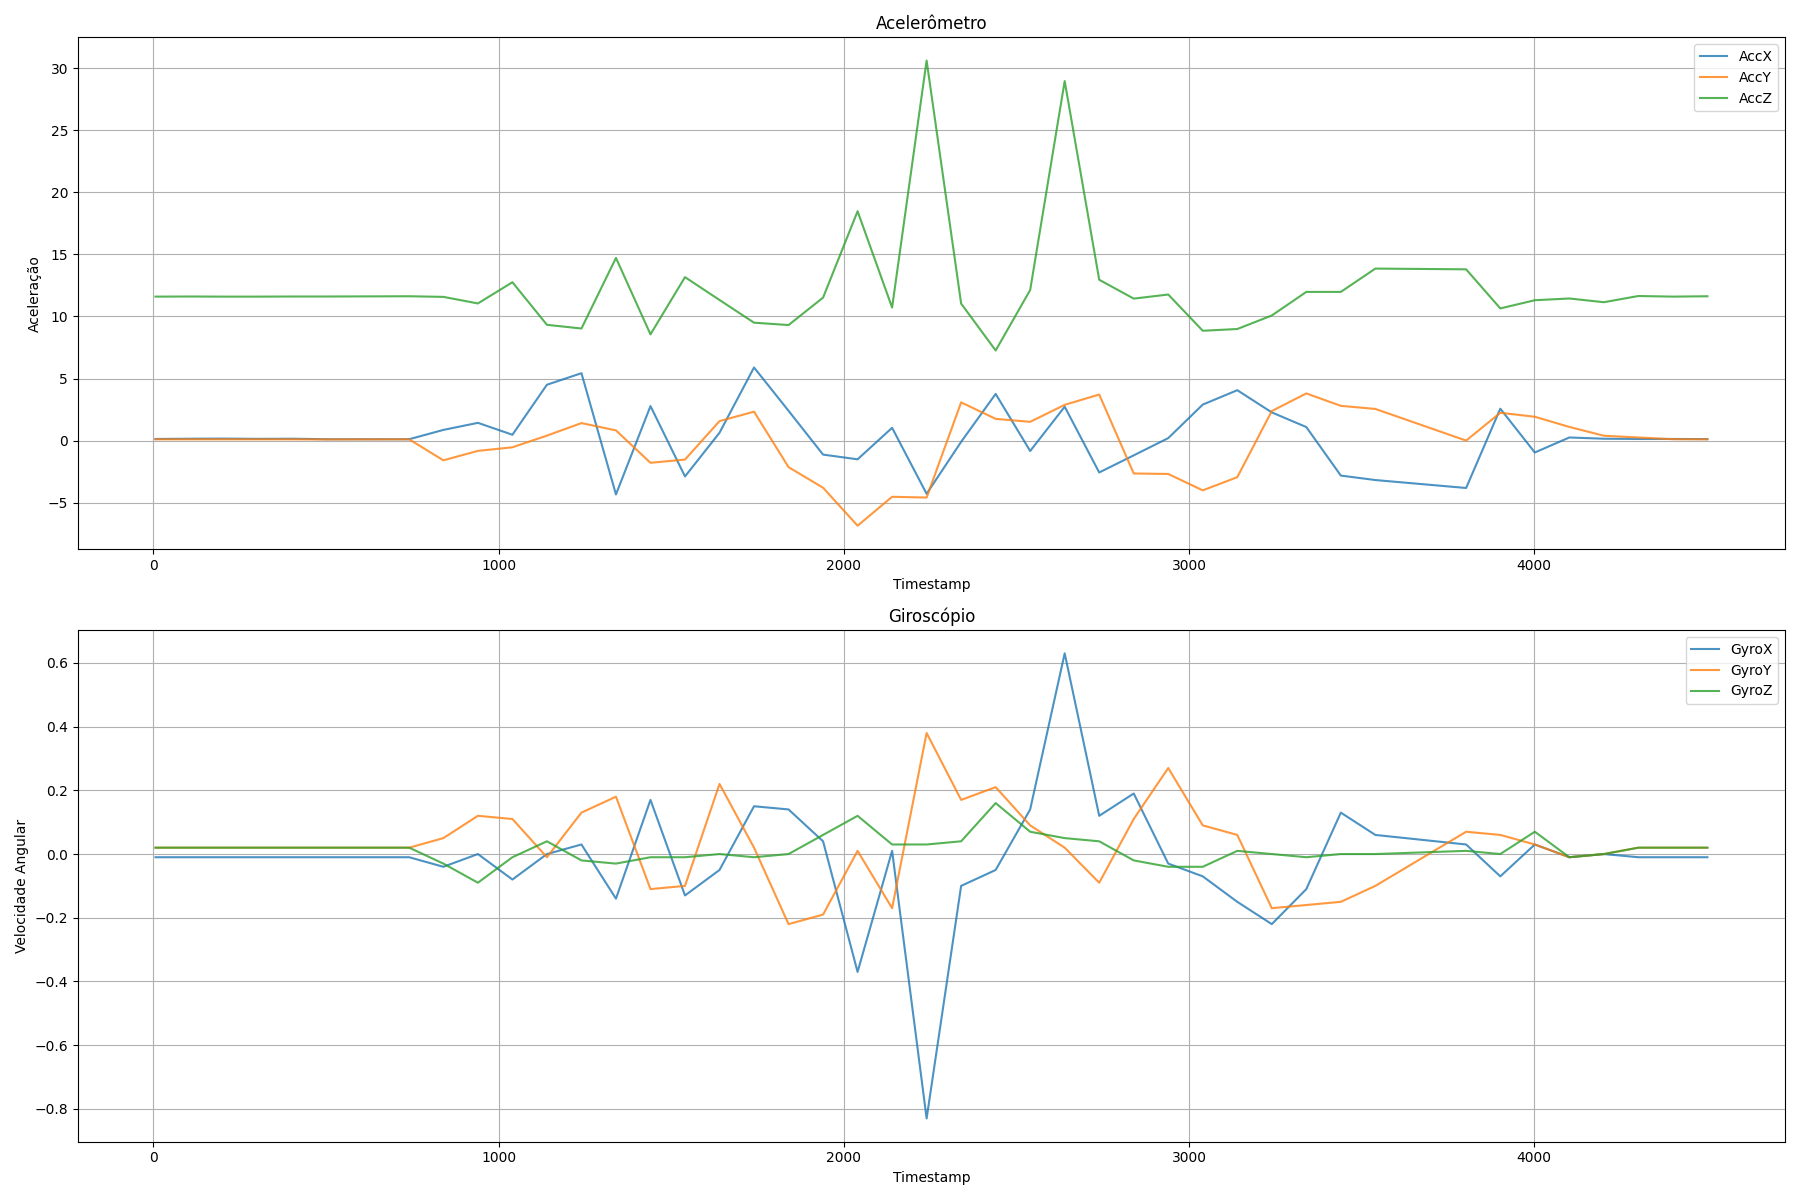 Acelerômetro
Aceleração
30
25
20
15
10
5
0
−5
AccX
AccY
AccZ
0 1000 2000 3000 4000
Timestamp
Giroscópio
Velocidade Angular
0.6
0.4
0.2
0.0
−0.2
−0.4
−0.6
−0.8
GyroX
GyroY
GyroZ
0 1000 2000 3000 4000
Timestamp